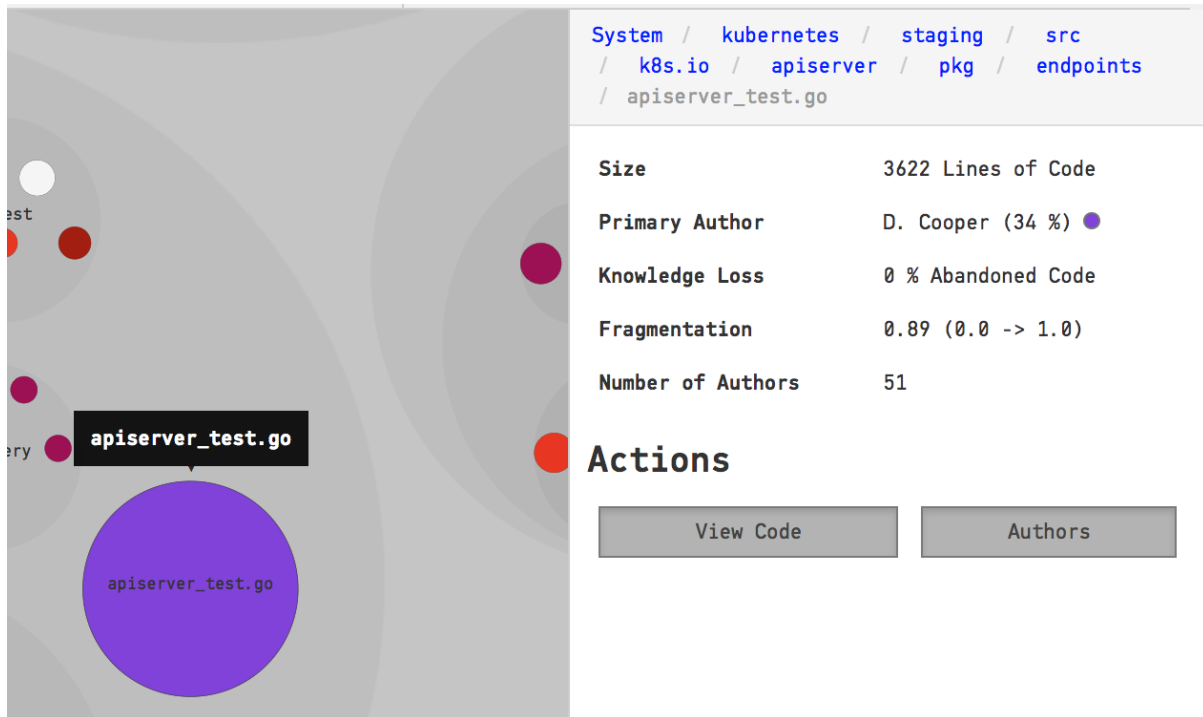 System / kubernetes / staging / src
/ k8s.io / apiserver / pkg / endpoints
/ apiserver_test.go
Size 3622 Lines of Code
Primary Author D. Cooper (34 %)
Knowledge Loss 0 % Abandoned Code
Fragmentation 0.89 (0.0 -> 1.0)
Number of Authors 51
Actions
View Code Authors
est
ery
apiserver_test.go
apiserver_test.go